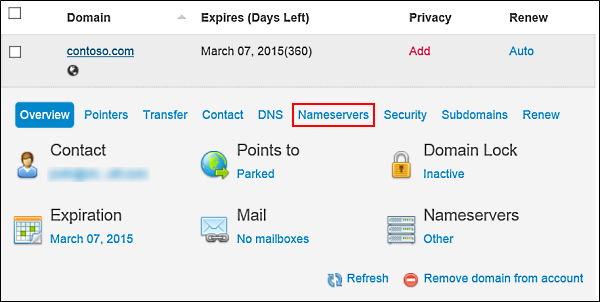 Domain Expires (Days Left) Privacy Renew
contoso.com March 07, 2015(360) Add Auto
Overview Pointers Transfer Contact DNS Nameservers Security Subdomains Renew
Contact Points to Domain Lock
Parked Inactive
Expiration Mail Nameservers
March 07, 2015 No mailboxes Other
Refresh Remove domain from account